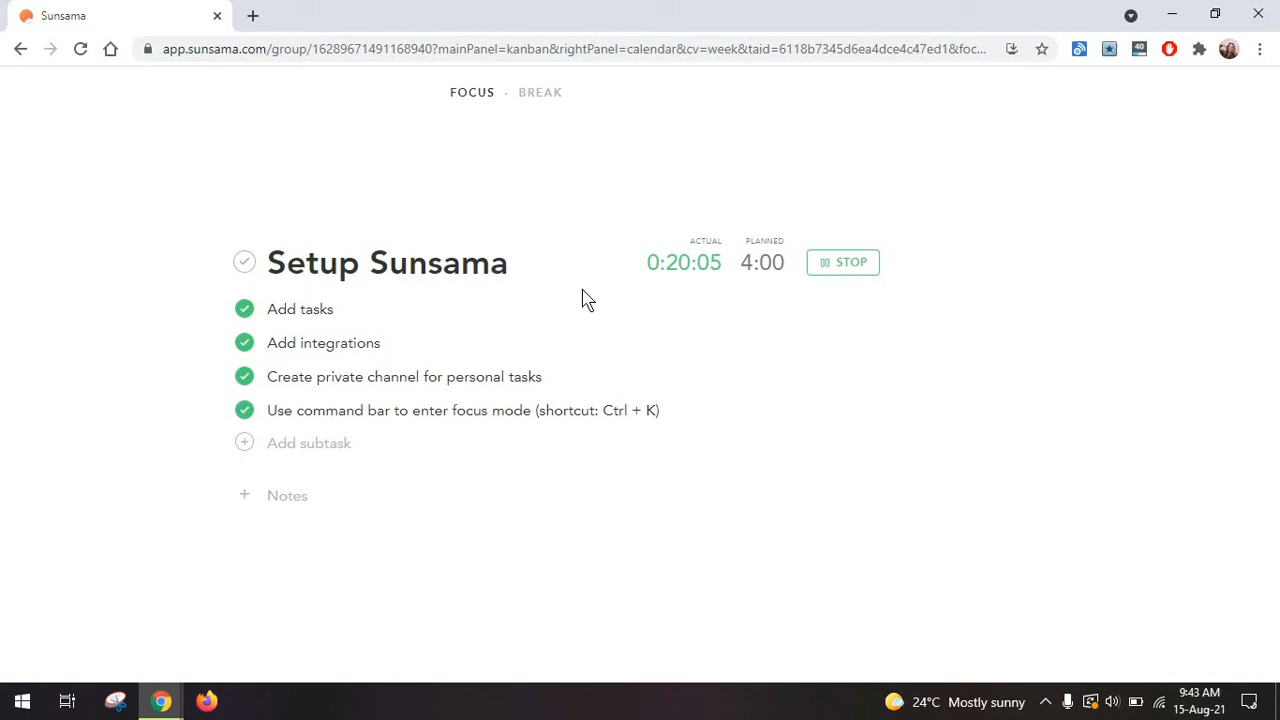 Sunsama
app.sunsama.com/group/16289671491168940?mainPanel=kanban&rightPanel=calendar&cv=week&taid=6118b7345d6ea4dce4c47ed1&foc...
40
FOCUS · BREAK
ACTUAL PLANNED
Setup Sunsama 0:20:05 4:00 STOP
Add tasks
Add integrations
Create private channel for personal tasks
Use command bar to enter focus mode (shortcut: Ctrl + K)
Add subtask
+ Notes
24°C Mostly sunny
9:43 AM
15-Aug-21